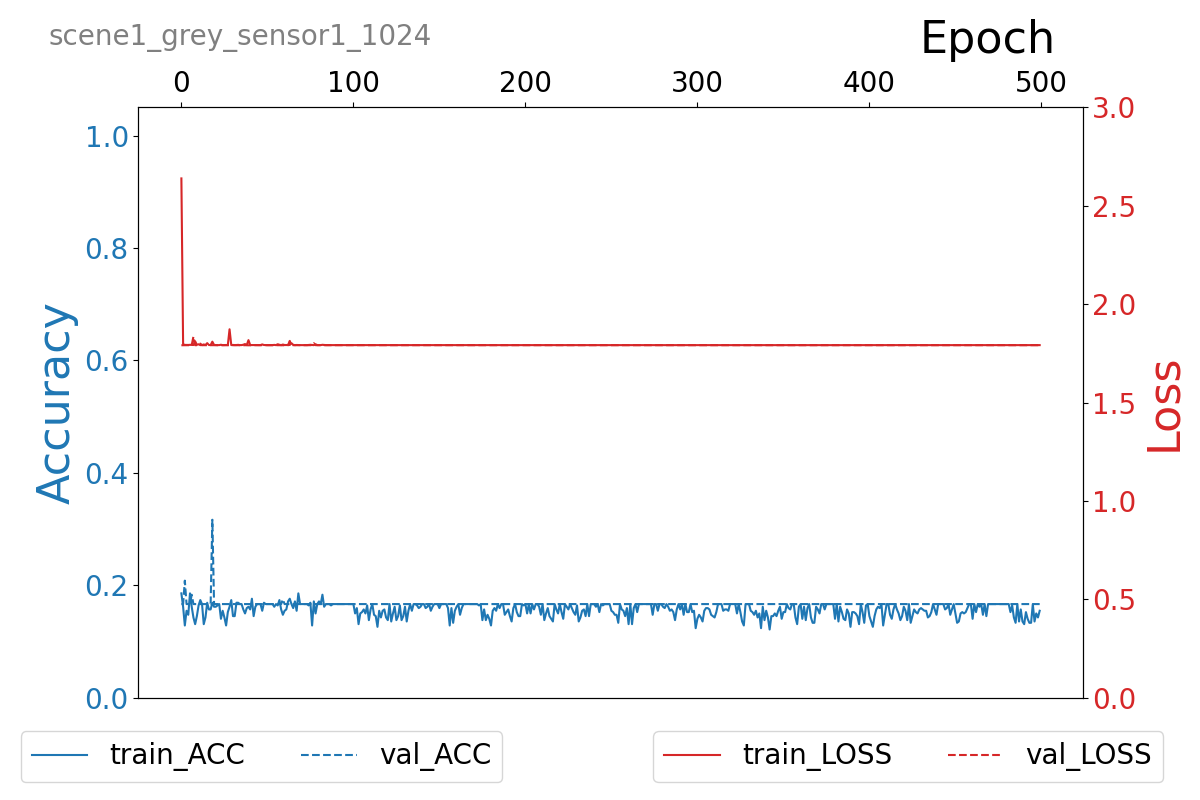 scene1_grey_sensor1_1024
Epoch
0 100 200 300 400 500
1.0
0.8
0.6
0.4
0.2
0.0
Accuracy
3.0
2.5
2.0
1.5
1.0
0.5
0.0
Loss
train_ACC val_ACC
train_LOSS val_LOSS